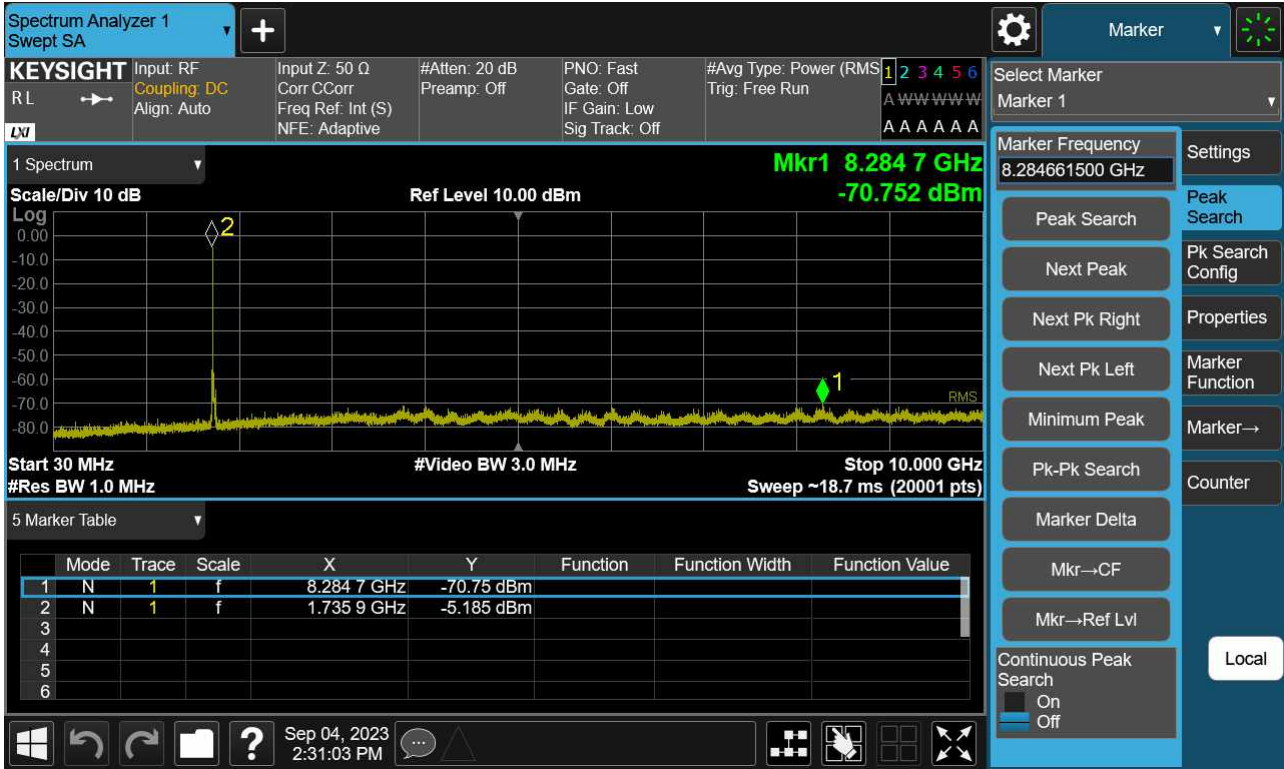 Spectrum Analyzer 1
Swept SA
Marker
KEYSIGHT
R L
LXI
Input: RF
Coupling: DC
Align: Auto
Input Z: 50 Ω
Corr CCorr
Freq Ref: Int (S)
NFE: Adaptive
#Atten: 20 dB
Preamp: Off
PNO: Fast
Gate: Off
IF Gain: Low
Sig Track: Off
#Avg Type: Power (RMS
Trig: Free Run
1 2 3 4 5 6
A W W W W W
A A A A A A
Select Marker
Marker 1
1 Spectrum
Mkr1 8.284 7 GHz
Scale/Div 10 dB Ref Level 10.00 dBm -70.752 dBm
Log
0.00
-10.0
-20.0
-30.0
-40.0
-50.0
-60.0
-70.0
-80.0
2
1
RMS
Start 30 MHz #Video BW 3.0 MHz Stop 10.000 GHz
#Res BW 1.0 MHz Sweep ~18.7 ms (20001 pts)
5 Marker Table
Mode Trace Scale X Y Function Function Width Function Value
1 N 1 f 8.284 7 GHz -70.75 dBm
2 N 1 f 1.735 9 GHz -5.185 dBm
3
4
5
6
Marker Frequency
8.284661500 GHz
Peak Search
Next Peak
Next Pk Right
Next Pk Left
Minimum Peak
Pk-Pk Search
Marker Delta
Mkr→CF
Mkr→Ref Lvl
Continuous Peak
Search
On
Off
Settings
Peak
Search
Pk Search
Config
Properties
Marker
Function
Marker→
Counter
Local
?
Sep 04, 2023
2:31:03 PM